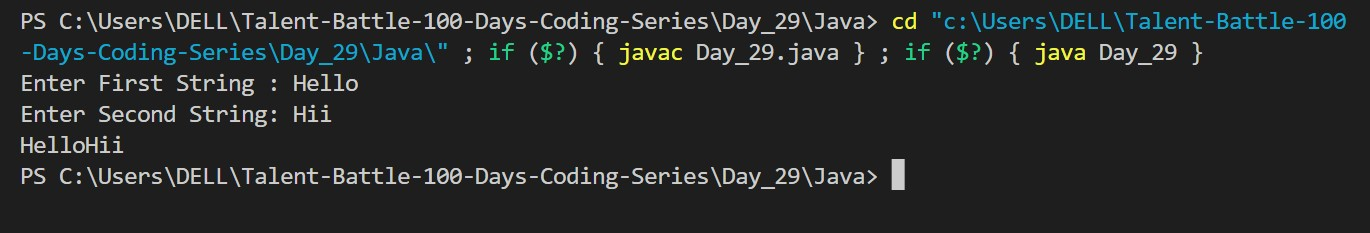 PS C:\Users\DELL\Talent-Battle-100-Days-Coding-Series\Day_29\Java> cd "c:\Users\DELL\Talent-Battle-100
-Days-Coding-Series\Day_29\Java\" ; if ($?) { javac Day_29.java } ; if ($?) { java Day_29 }
Enter First String : Hello
Enter Second String: Hii
HelloHii
PS C:\Users\DELL\Talent-Battle-100-Days-Coding-Series\Day_29\Java>